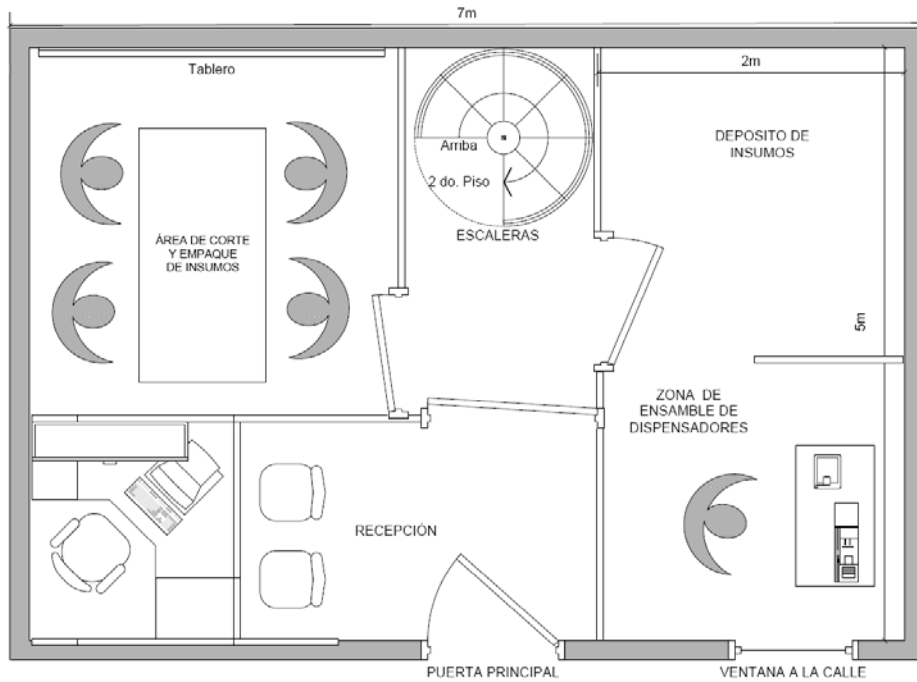 7m
Tablero
2m
DEPOSITO DE
INSUMOS
Arriba
2 do. Piso
ESCALERAS
ÁREA DE CORTE
Y EMPAQUE
DE INSUMOS
5m
ZONA DE
ENSAMBLE DE
DISPENSADORES
RECEPCIÓN
PUERTA PRINCIPAL
VENTANA A LA CALLE